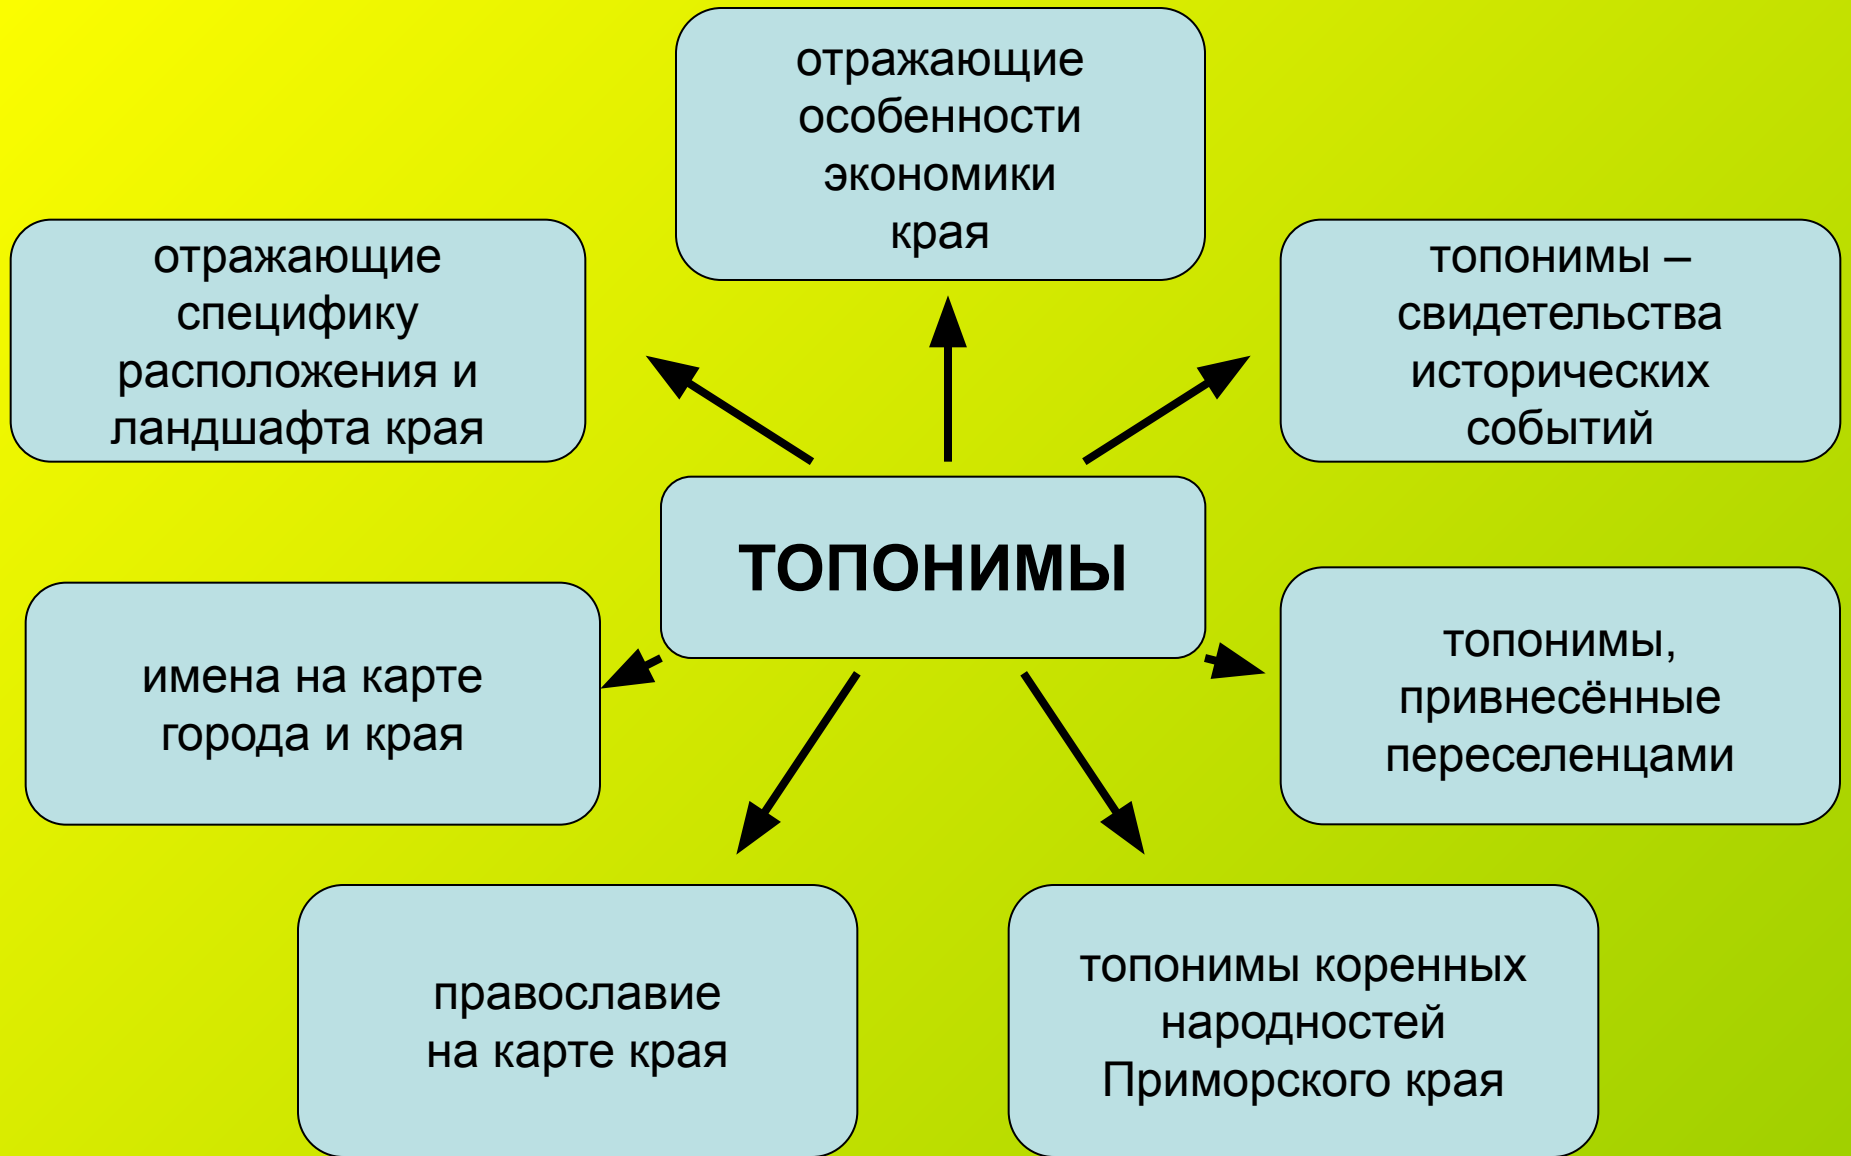 отражающие
особенности
экономики
края
отражающие
специфику
расположения и
ландшафта края
топонимы –
свидетельства
исторических
событий
ТОПОНИМЫ
имена на карте
города и края
топонимы,
привнесённые
переселенцами
православие
на карте края
топонимы коренных
народностей
Приморского края